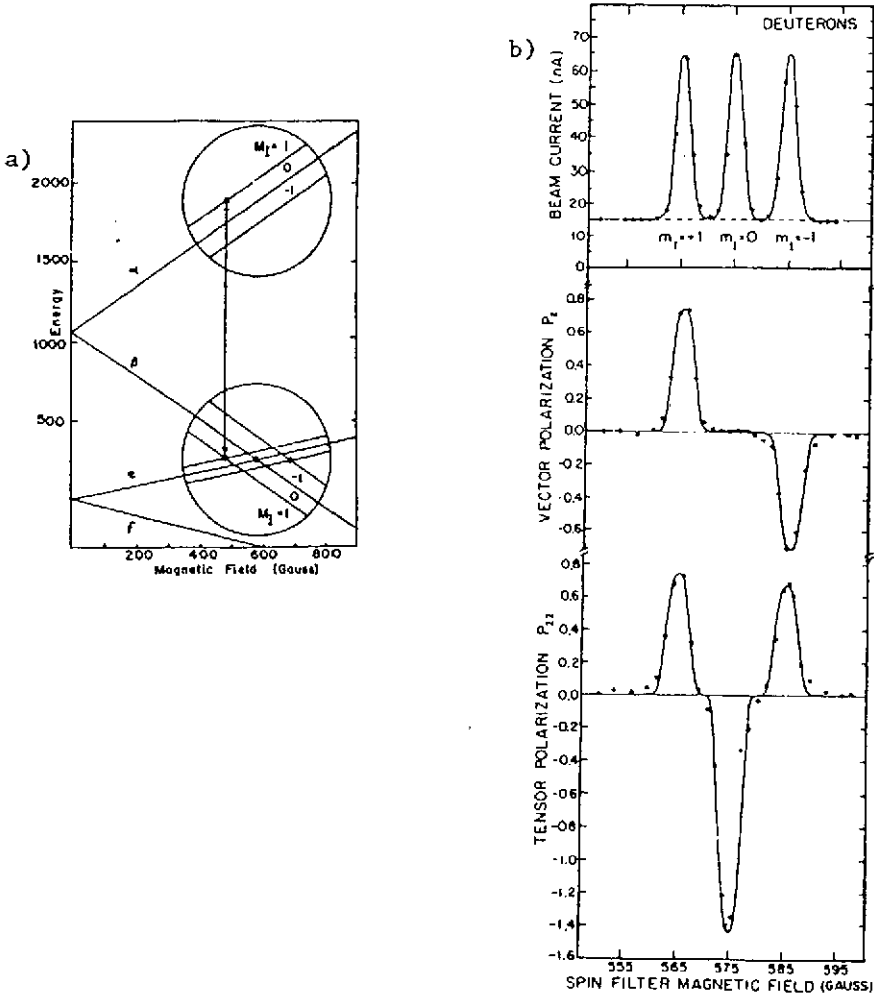 a)
2000
1500
1000
500
Energy
α
β
e
f
M_I = 1
0
-1
-1
0
M_I = 1
200 400 600 800
Magnetic Field (Gauss)
b)
DEUTERONS
BEAM CURRENT (nA)
80
70
60
50
40
30
20
10
0
m_I=+1 m_I=0 m_I=-1
VECTOR POLARIZATION P_Z
0.8
0.6
0.4
0.2
0.0
-0.2
-0.4
-0.6
TENSOR POLARIZATION P_ZZ
0.8
0.6
0.4
0.2
0.0
-0.2
-0.4
-0.6
-0.8
-1.0
-1.2
-1.4
-1.6
555 565 575 585 595
SPIN FILTER MAGNETIC FIELD (GAUSS)